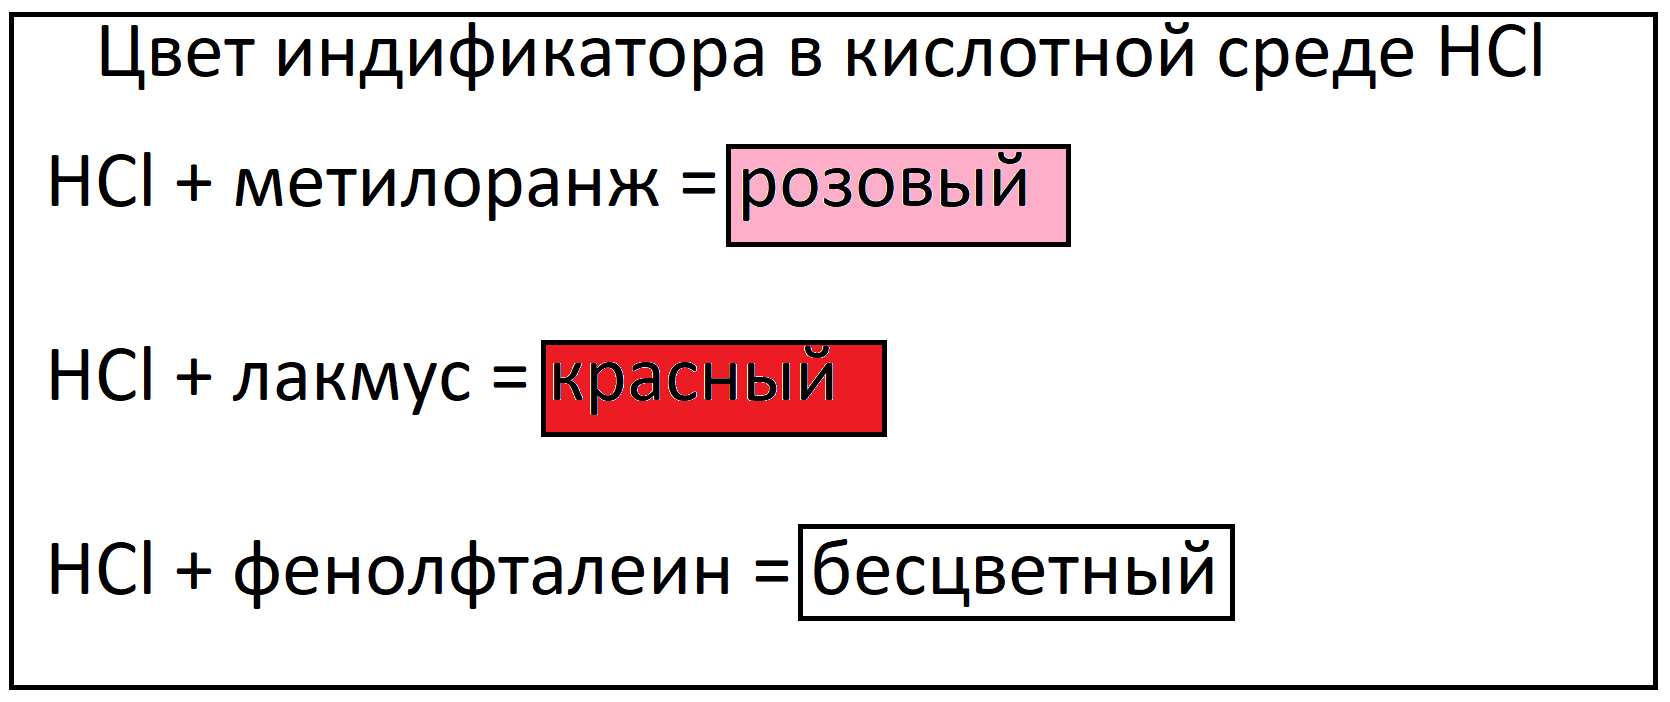 Цвет индификатора в кислотной среде HCl
HCl + метилоранж = розовый
HCl + лакмус = красный
HCl + фенолфталеин = бесцветный